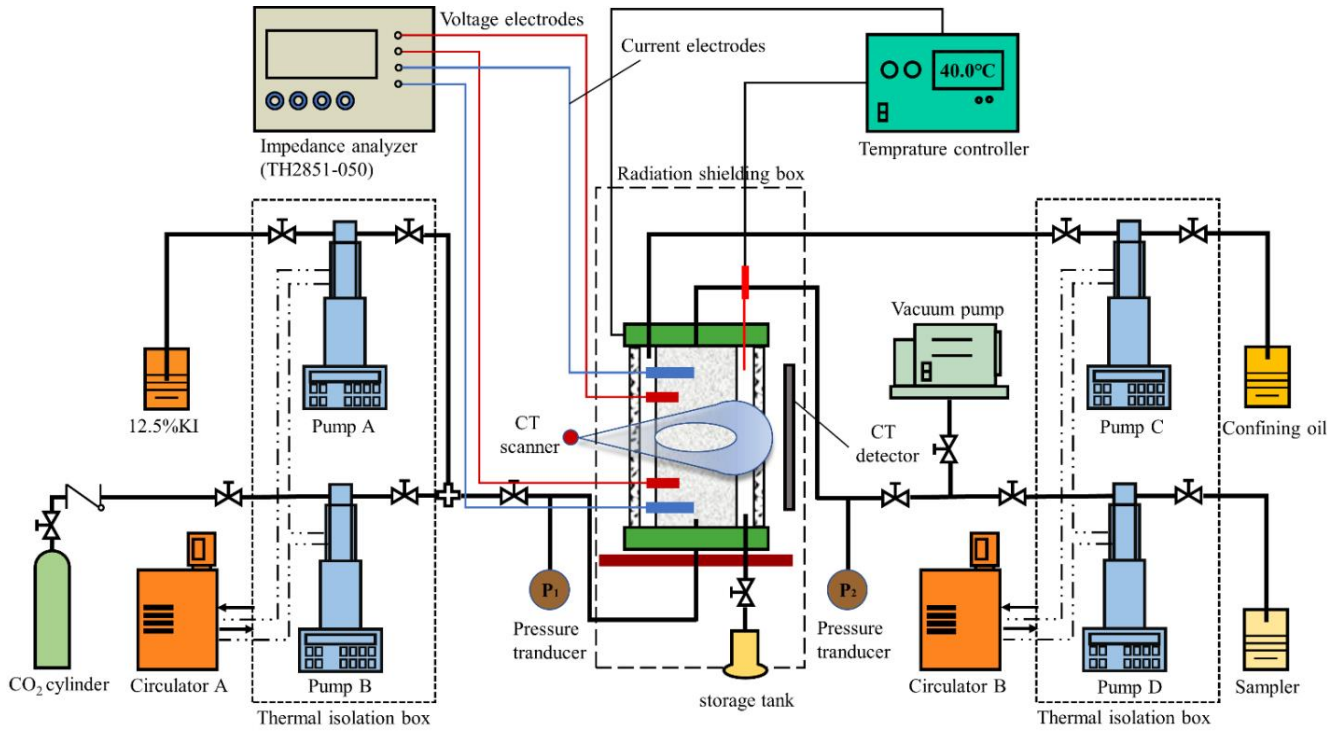 Voltage electrodes
Current electrodes
40.0°C
Impedance analyzer
(TH2851-050)
Temprature controller
Radiation shielding box
Vacuum pump
12.5%KI
Pump A
CT
scanner
CT
detector
Pump C
Confining oil
P₁
P₂
Pressure
tranducer
Pressure
tranducer
CO₂ cylinder
Circulator A
Pump B
storage tank
Circulator B
Pump D
Sampler
Thermal isolation box
Thermal isolation box